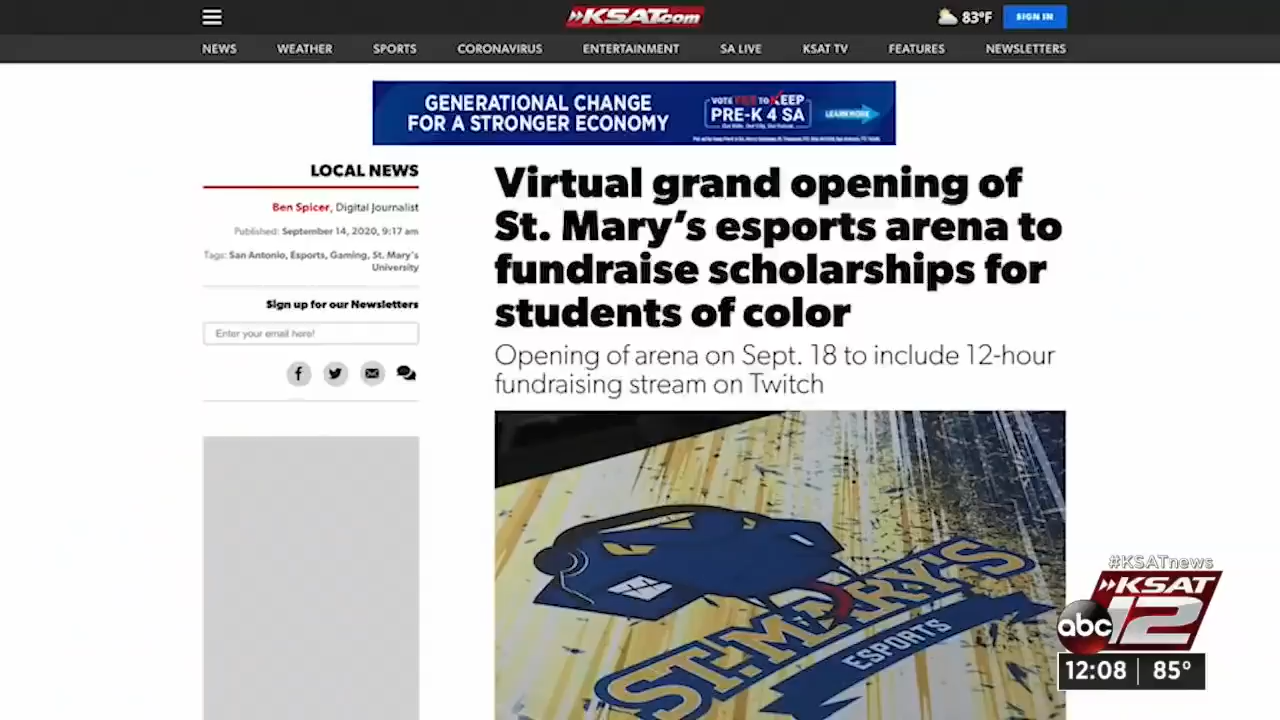 KSAT.com
83°F
SIGN IN
NEWS
WEATHER
SPORTS
CORONAVIRUS
ENTERTAINMENT
SA LIVE
KSAT TV
FEATURES
NEWSLETTERS
GENERATIONAL CHANGE
FOR A STRONGER ECONOMY
VOTE YES TO KEEP
PRE-K 4 SA
LEARN MORE
LOCAL NEWS
Ben Spicer, Digital Journalist
Published: September 14, 2020, 9:17 am
Tags: San Antonio, Esports, Gaming, St. Mary's
University
Sign up for our Newsletters
Enter your email here!
Virtual grand opening of
St. Mary's esports arena to
fundraise scholarships for
students of color
Opening of arena on Sept. 18 to include 12-hour
fundraising stream on Twitch
ST. MARY'S
ESPORTS
#KSATnews
KSAT
abc 12
12:08 85°